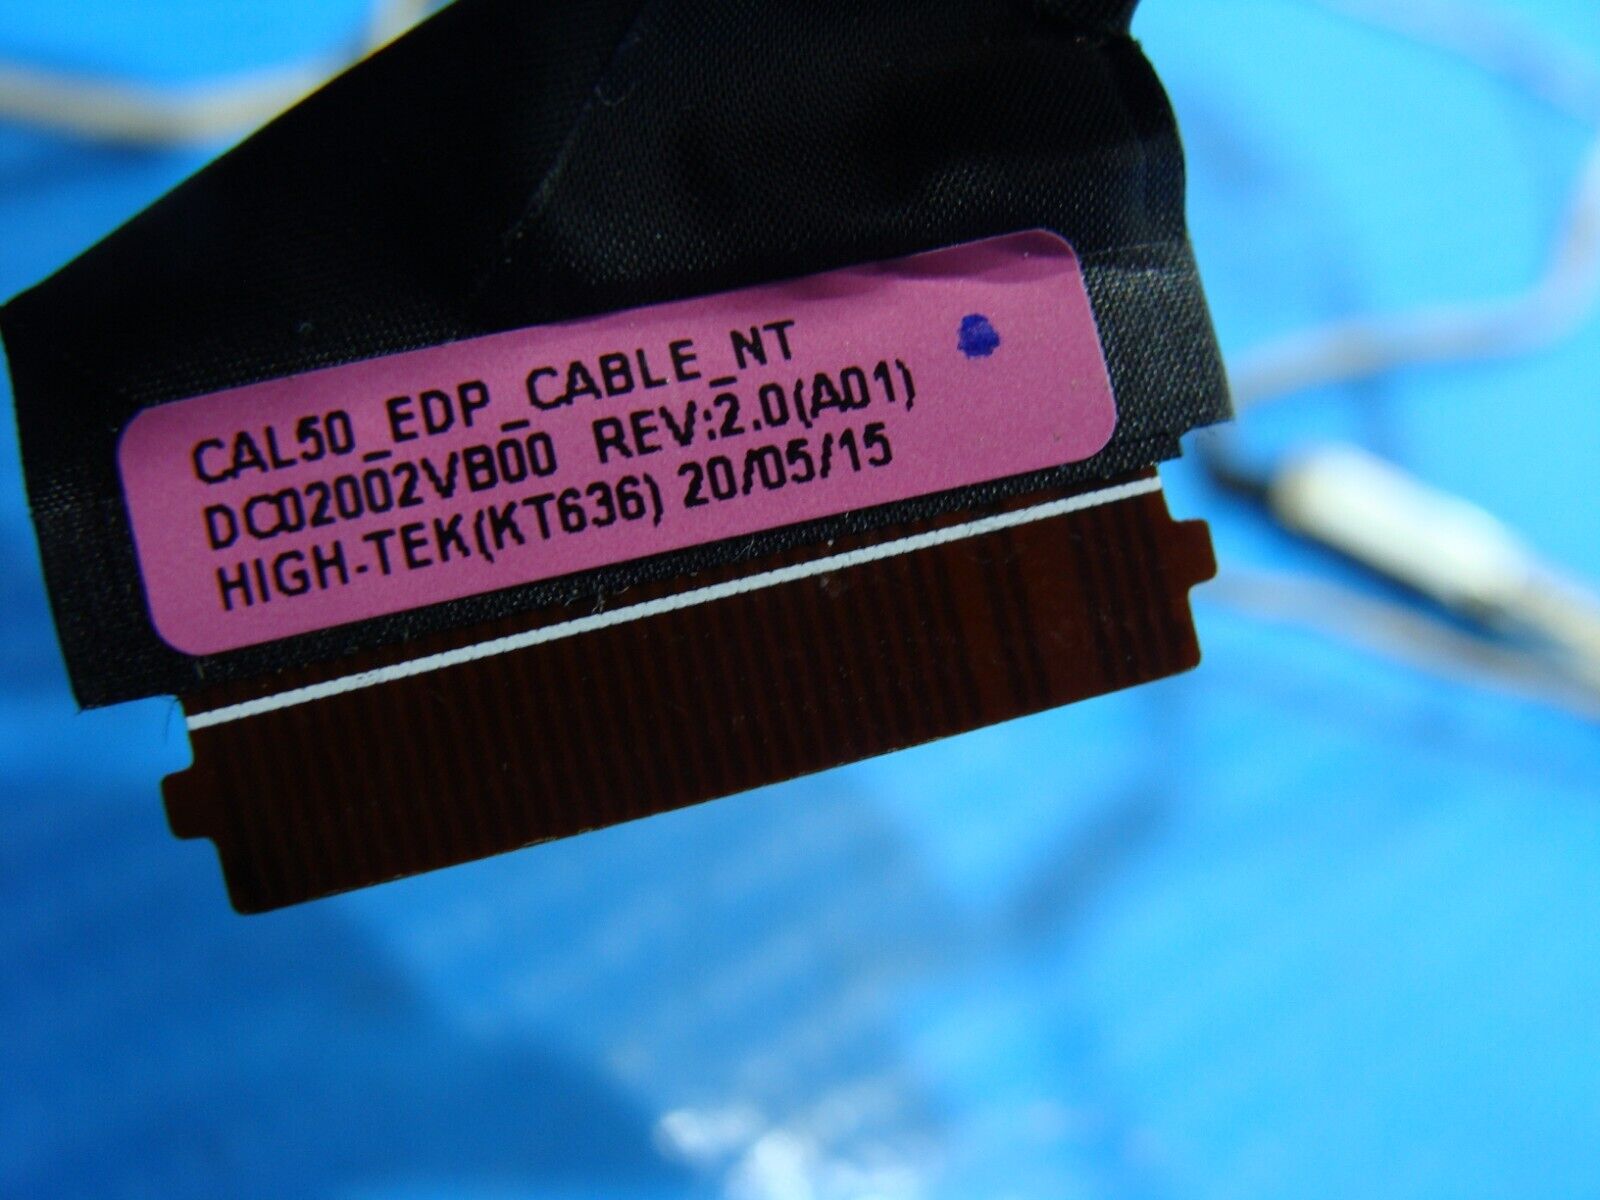 CAL50_EDP_CABLE_NT
DC02002VB00 REV:2.0(A01)
HIGH-TEK(KT636) 20/05/15